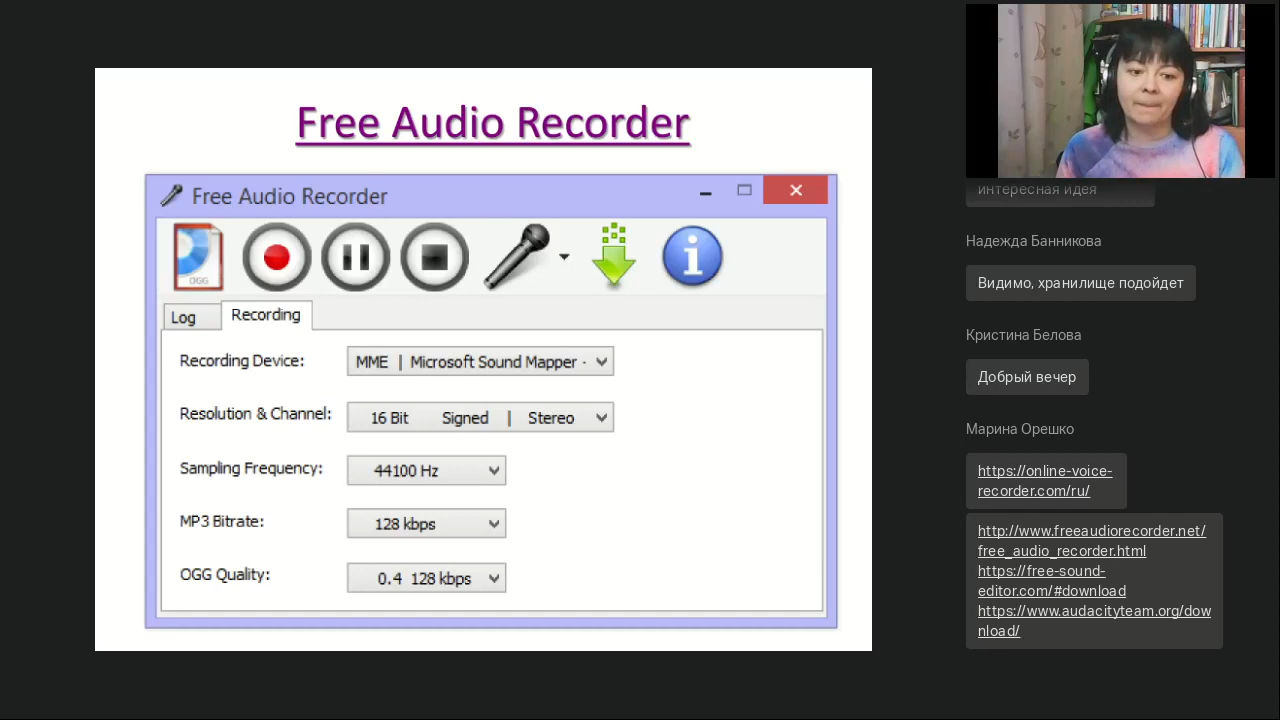 Free Audio Recorder
Free Audio Recorder
OGG
Log
Recording
Recording Device:
MME | Microsoft Sound Mapper -
Resolution & Channel:
16 Bit Signed | Stereo
Sampling Frequency:
44100 Hz
MP3 Bitrate:
128 kbps
OGG Quality:
0.4 128 kbps
интересная идея
Надежда Банникова
Видимо, хранилище подойдет
Кристина Белова
Добрый вечер
Марина Орешко
https://online-voice-
recorder.com/ru/
http://www.freeaudiorecorder.net/
free_audio_recorder.html
https://free-sound-
editor.com/#download
https://www.audacityteam.org/dow
nload/